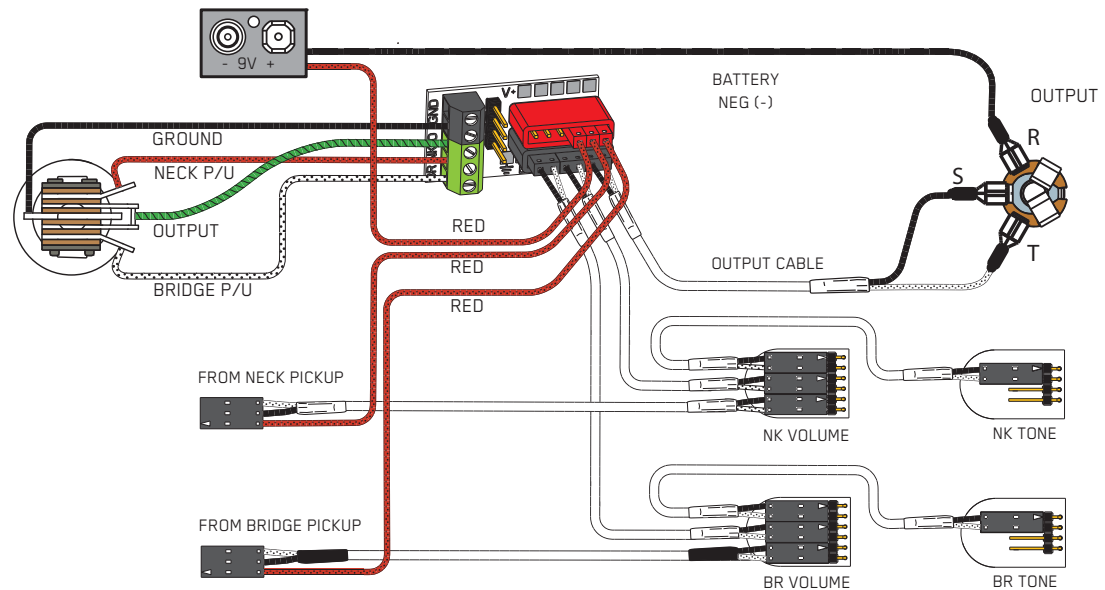 - 9V +
BATTERY
NEG (-)
OUTPUT
V+
GND
GROUND
NECK P/U
R
S
OUTPUT
RED
T
OUTPUT CABLE
RED
BRIDGE P/U
RED
FROM NECK PICKUP
NK VOLUME
NK TONE
FROM BRIDGE PICKUP
BR VOLUME
BR TONE